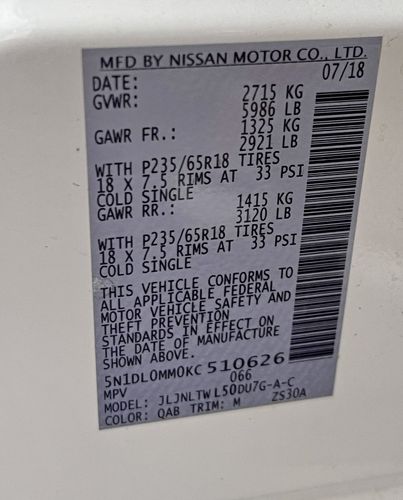 MFD BY NISSAN MOTOR CO., LTD.
DATE: 07/18
GVWR: 2715 KG
5986 LB
GAWR FR.: 1325 KG
2921 LB
WITH P235/65R18 TIRES
18 X 7.5 RIMS AT 33 PSI
COLD SINGLE
GAWR RR.: 1415 KG
3120 LB
WITH P235/65R18 TIRES
18 X 7.5 RIMS AT 33 PSI
COLD SINGLE
THIS VEHICLE CONFORMS TO
ALL APPLICABLE FEDERAL
MOTOR VEHICLE SAFETY AND
THEFT PREVENTION
STANDARDS IN EFFECT ON
THE DATE OF MANUFACTURE
SHOWN ABOVE.
5N1DL0MM0KC 510626
MPV 066
MODEL: JLJNLTW L50DU7G-A-C
COLOR: QAB TRIM: M ZS30A